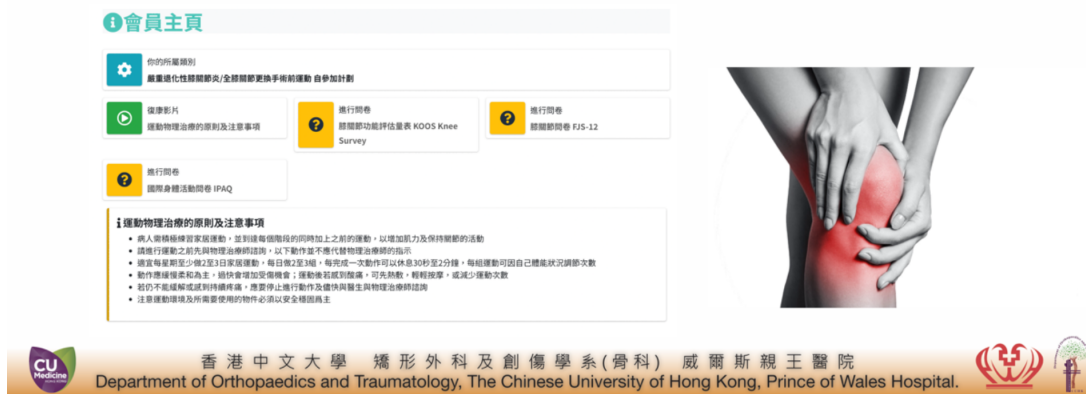 會員主頁
你的所屬類別
嚴重退化性膝關節炎/全膝關節更換手術前運動 自參加計劃
復康影片
運動物理治療的原則及注意事項
進行問卷
膝關節功能評估量表 KOOS Knee
Survey
進行問卷
膝關節問卷 FJS-12
進行問卷
國際身體活動問卷 IPAQ
運動物理治療的原則及注意事項
病人需積極練習家居運動，並到達每個階段的同時加上之前的運動，以增加肌力及保持關節的活動
請進行運動之前先與物理治療師諮詢，以下動作並不應代替物理治療師的指示
適宜每星期至少做2至3日家居運動，每日做2至3組，每完成一次動作可以休息30秒至2分鐘，每組運動可因自己體能狀況調節次數
動作應緩慢柔和為主，過快會增加受傷機會；運動後若感到酸痛，可先熱敷，輕輕按摩，或減少運動次數
若仍不能緩解或感到持續疼痛，應要停止進行動作及儘快與醫生與物理治療師諮詢
注意運動環境及所需要使用的物件必須以安全穩固爲主
CU
Medicine
HONG KONG
香港中文大學 矯形外科及創傷學系(骨科) 威爾斯親王醫院
Department of Orthopaedics and Traumatology, The Chinese University of Hong Kong, Prince of Wales Hospital.